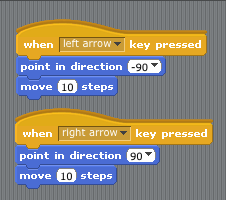 when left arrow key pressed
point in direction -90
move 10 steps
when right arrow key pressed
point in direction 90
move 10 steps